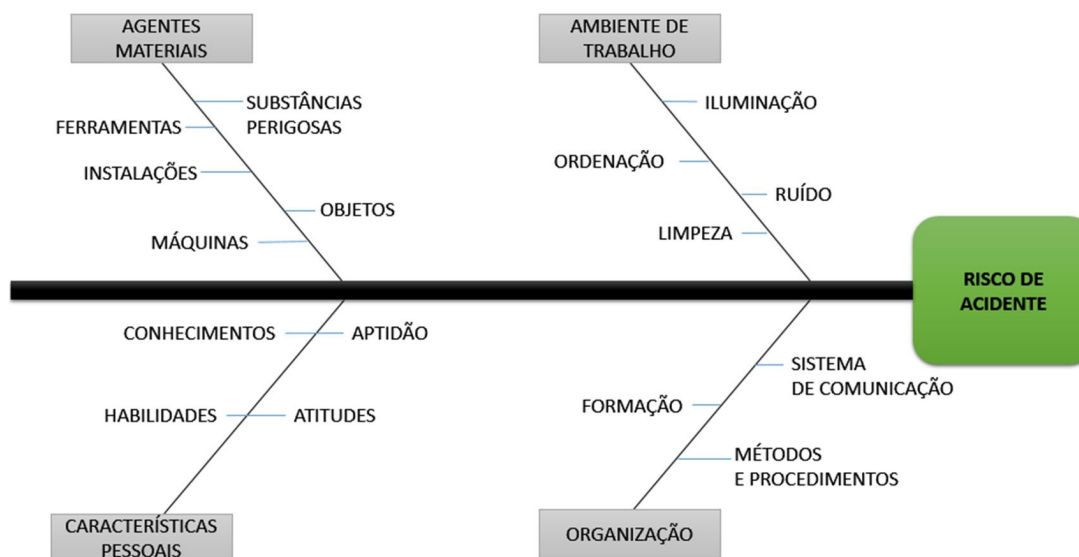 AGENTES
MATERIAIS
SUBSTÂNCIAS
PERIGOSAS
FERRAMENTAS
INSTALAÇÕES
OBJETOS
MÁQUINAS
AMBIENTE DE
TRABALHO
ILUMINAÇÃO
ORDENAÇÃO
RUÍDO
LIMPEZA
RISCO DE
ACIDENTE
CONHECIMENTOS
APTIDÃO
HABILIDADES
ATITUDES
CARACTERÍSTICAS
PESSOAIS
SISTEMA
DE COMUNICAÇÃO
FORMAÇÃO
MÉTODOS
E PROCEDIMENTOS
ORGANIZAÇÃO